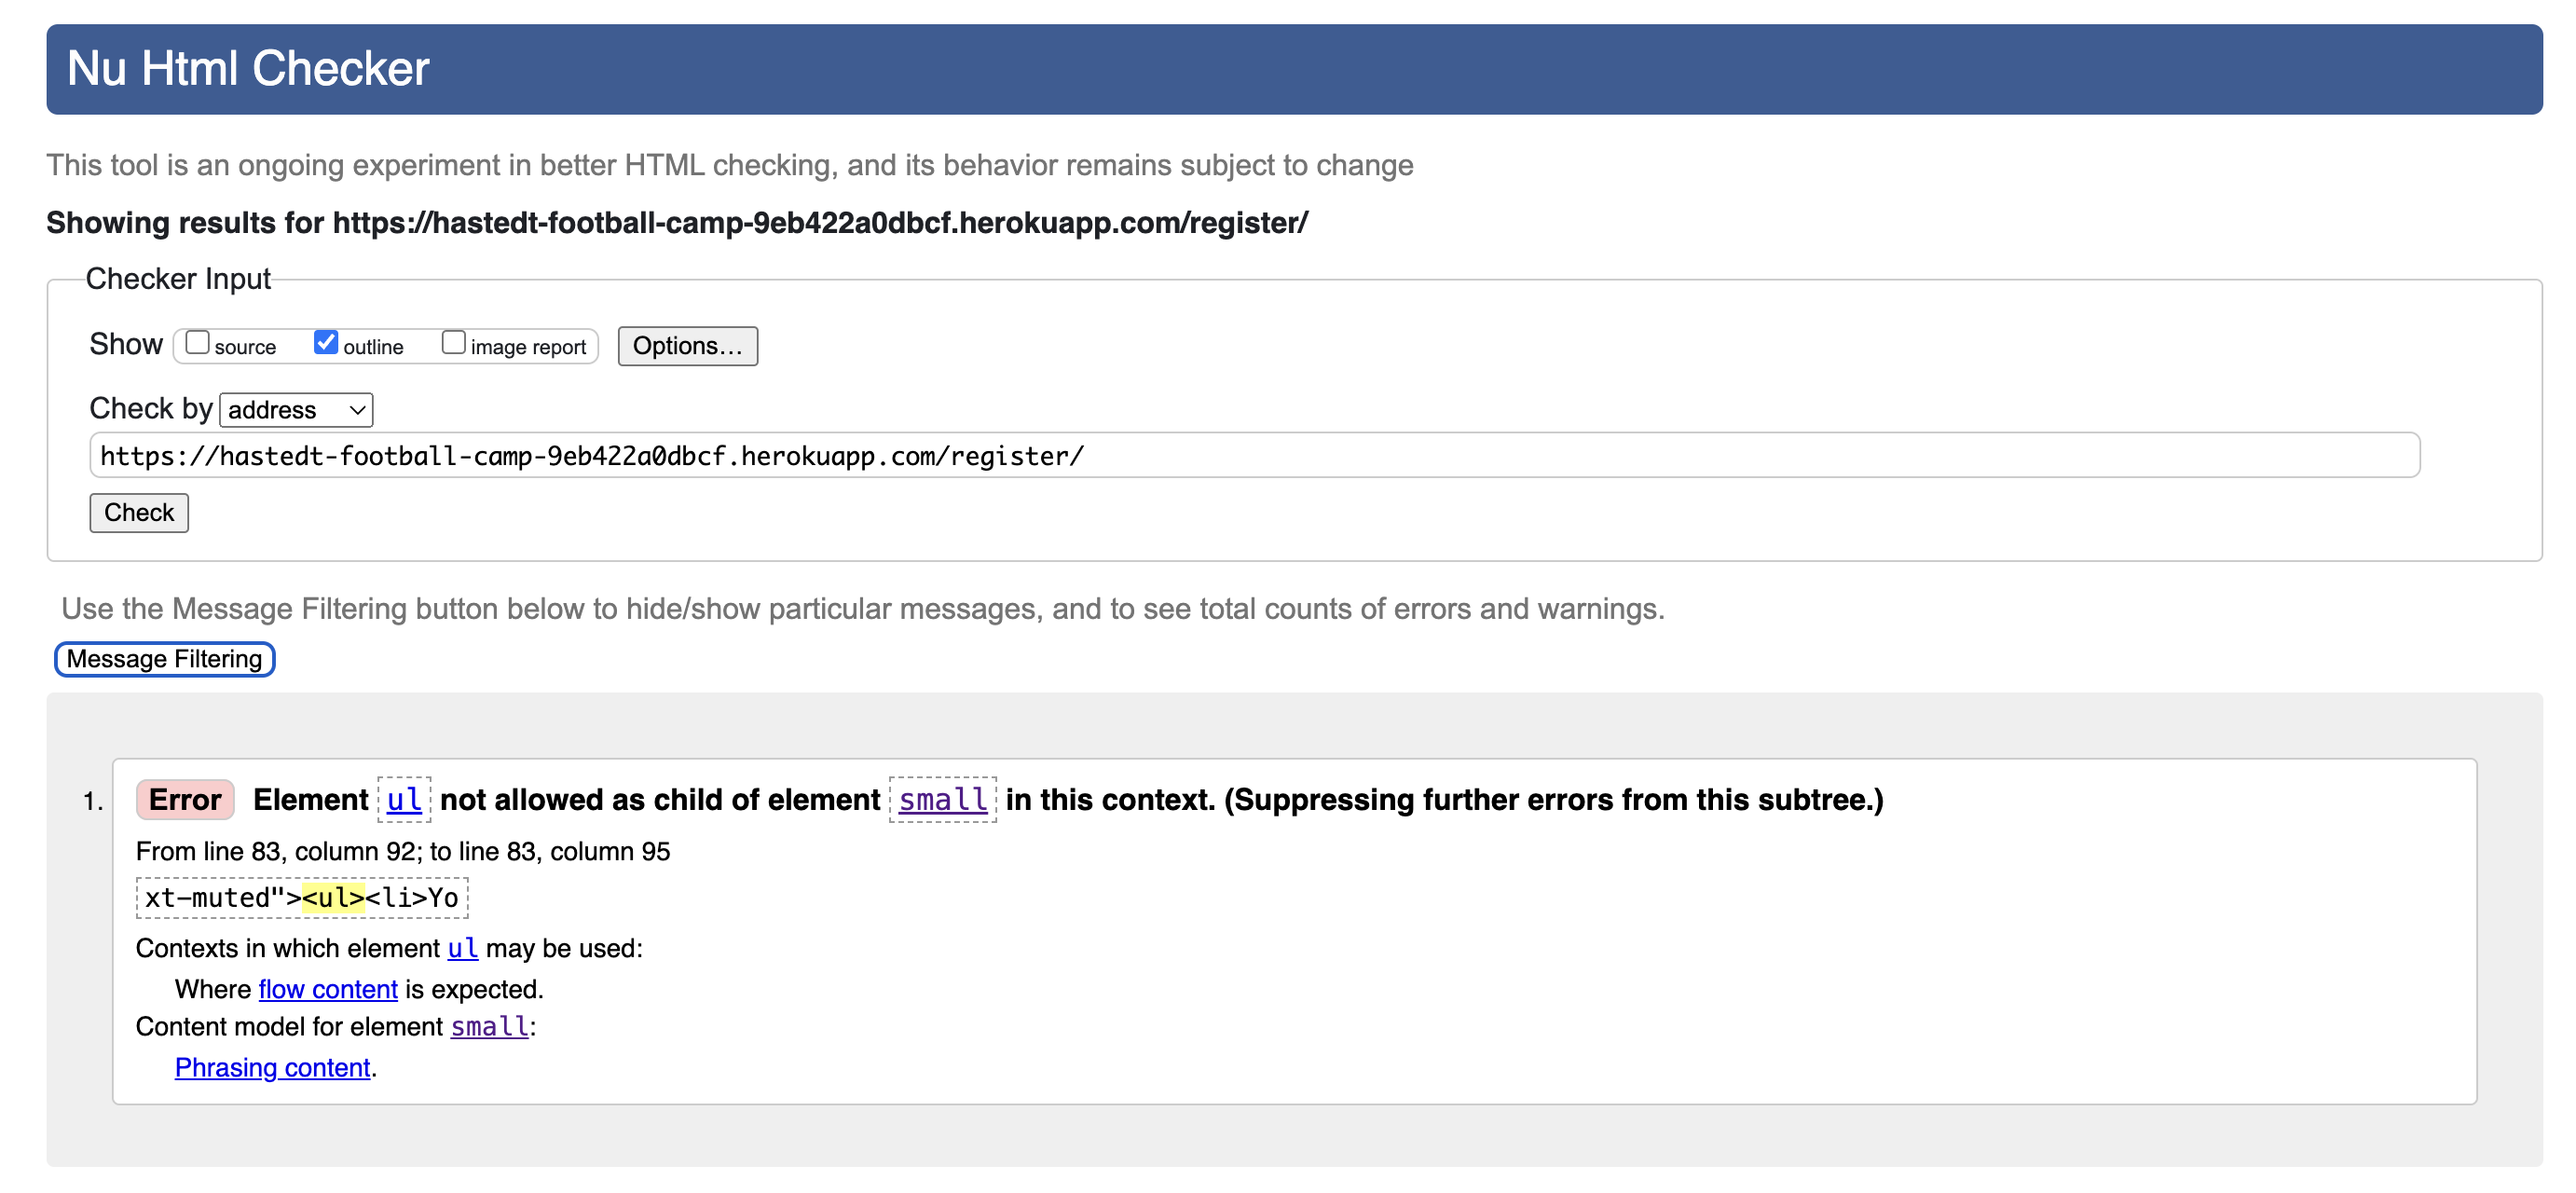 Nu Html Checker
This tool is an ongoing experiment in better HTML checking, and its behavior remains subject to change
Showing results for https://hastedt-football-camp-9eb422a0dbcf.herokuapp.com/register/
Checker Input
Show source outline image report Options...
Check by address
https://hastedt-football-camp-9eb422a0dbcf.herokuapp.com/register/
Check
Use the Message Filtering button below to hide/show particular messages, and to see total counts of errors and warnings.
Message Filtering
1. Error Element ul not allowed as child of element small in this context. (Suppressing further errors from this subtree.)
From line 83, column 92; to line 83, column 95
xt-muted"><ul><li>Yo
Contexts in which element ul may be used:
Where flow content is expected.
Content model for element small:
Phrasing content.